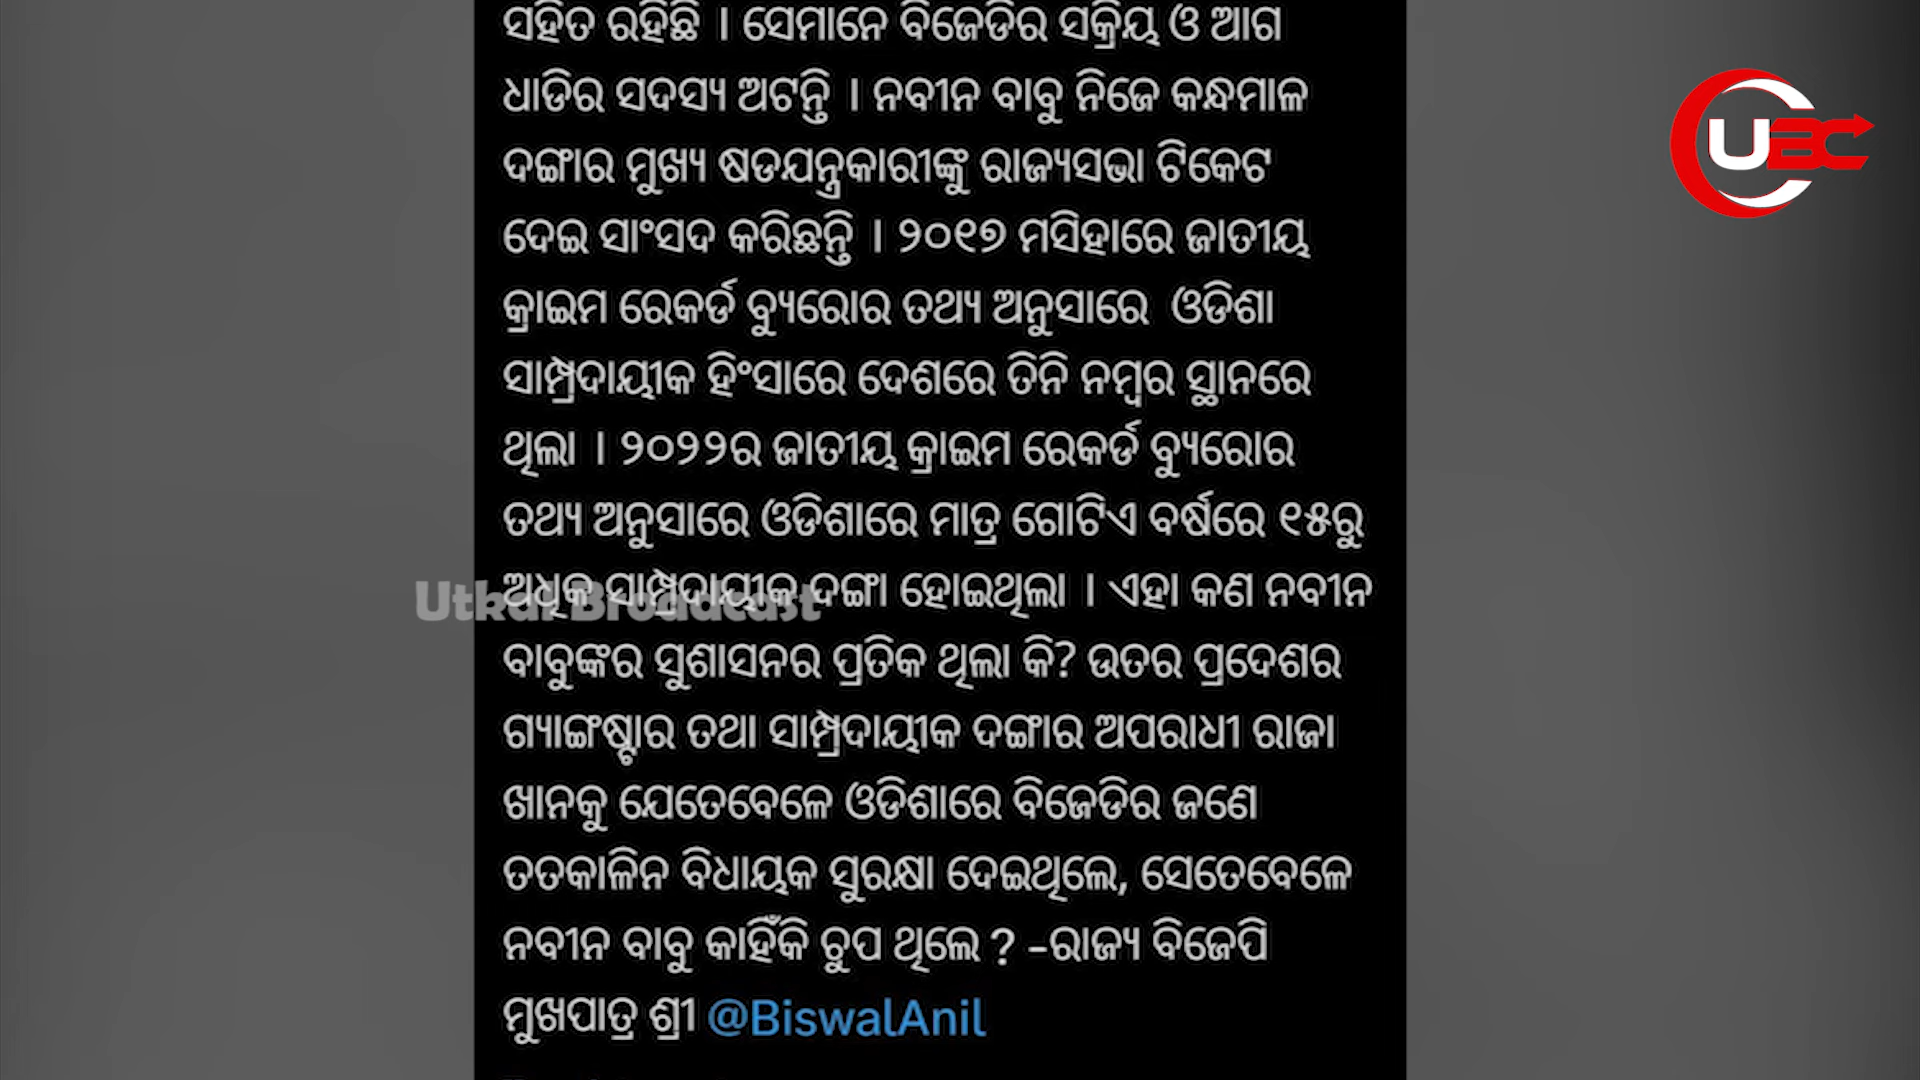 ସହିତ ରହିଛି । ସେମାନେ ବିଜେଡିର ସକ୍ରିୟ ଓ ଆଗ
ଧାଡିର ସଦସ୍ୟ ଅଟନ୍ତି । ନବୀନ ବାବୁ ନିଜେ କନ୍ଧମାଳ
ଦଙ୍ଗାର ମୁଖ୍ୟ ଷଡଯନ୍ତ୍ରକାରୀଙ୍କୁ ରାଜ୍ୟସଭା ଟିକେଟ
ଦେଇ ସାଂସଦ କରିଛନ୍ତି । ୨୦୧୭ ମସିହାରେ ଜାତୀୟ
କ୍ରାଇମ ରେକର୍ଡ ବ୍ୟୁରୋର ତଥ୍ୟ ଅନୁସାରେ ଓଡିଶା
ସାମ୍ପ୍ରଦାୟୀକ ହିଂସାରେ ଦେଶରେ ତିନି ନମ୍ବର ସ୍ଥାନରେ
ଥିଲା । ୨୦୨୨ର ଜାତୀୟ କ୍ରାଇମ ରେକର୍ଡ ବ୍ୟୁରୋର
ତଥ୍ୟ ଅନୁସାରେ ଓଡିଶାରେ ମାତ୍ର ଗୋଟିଏ ବର୍ଷରେ ୧୫ରୁ
ଅଧିକ ସାମ୍ପ୍ରଦାୟୀକ ଦଙ୍ଗା ହୋଇଥିଲା । ଏହା କଣ ନବୀନ
ବାବୁଙ୍କର ସୁଶାସନର ପ୍ରତିକ ଥିଲା କି? ଉତର ପ୍ରଦେଶର
ଗ୍ୟାଙ୍ଗଷ୍ଟାର ତଥା ସାମ୍ପ୍ରଦାୟୀକ ଦଙ୍ଗାର ଅପରାଧୀ ରାଜା
ଖାନକୁ ଯେତେବେଳେ ଓଡିଶାରେ ବିଜେଡିର ଜଣେ
ତତକାଳିନ ବିଧାୟକ ସୁରକ୍ଷା ଦେଇଥିଲେ, ସେତେବେଳେ
ନବୀନ ବାବୁ କାହିଁକି ଚୁପ ଥିଲେ ? -ରାଜ୍ୟ ବିଜେପି
ମୁଖପାତ୍ର ଶ୍ରୀ @BiswalAnil
Utkal Broadcast
UBC